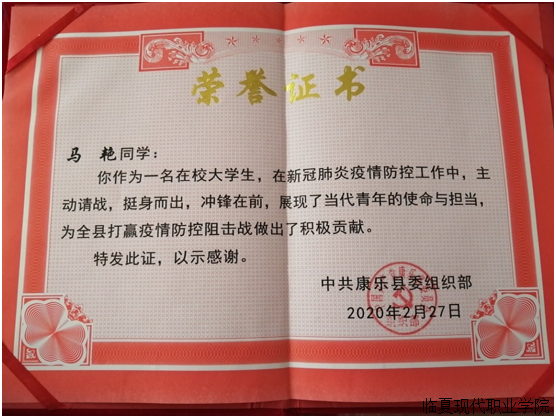 荣誉证书
马 艳同学：
你作为一名在校大学生，在新冠肺炎疫情防控工作中，主
动请战，挺身而出，冲锋在前，展现了当代青年的使命与担当，
为全县打赢疫情防控阻击战做出了积极贡献。
特发此证，以示感谢。
中共康乐县委组织部
2020年2月27日
组织部
临夏现代职业学院